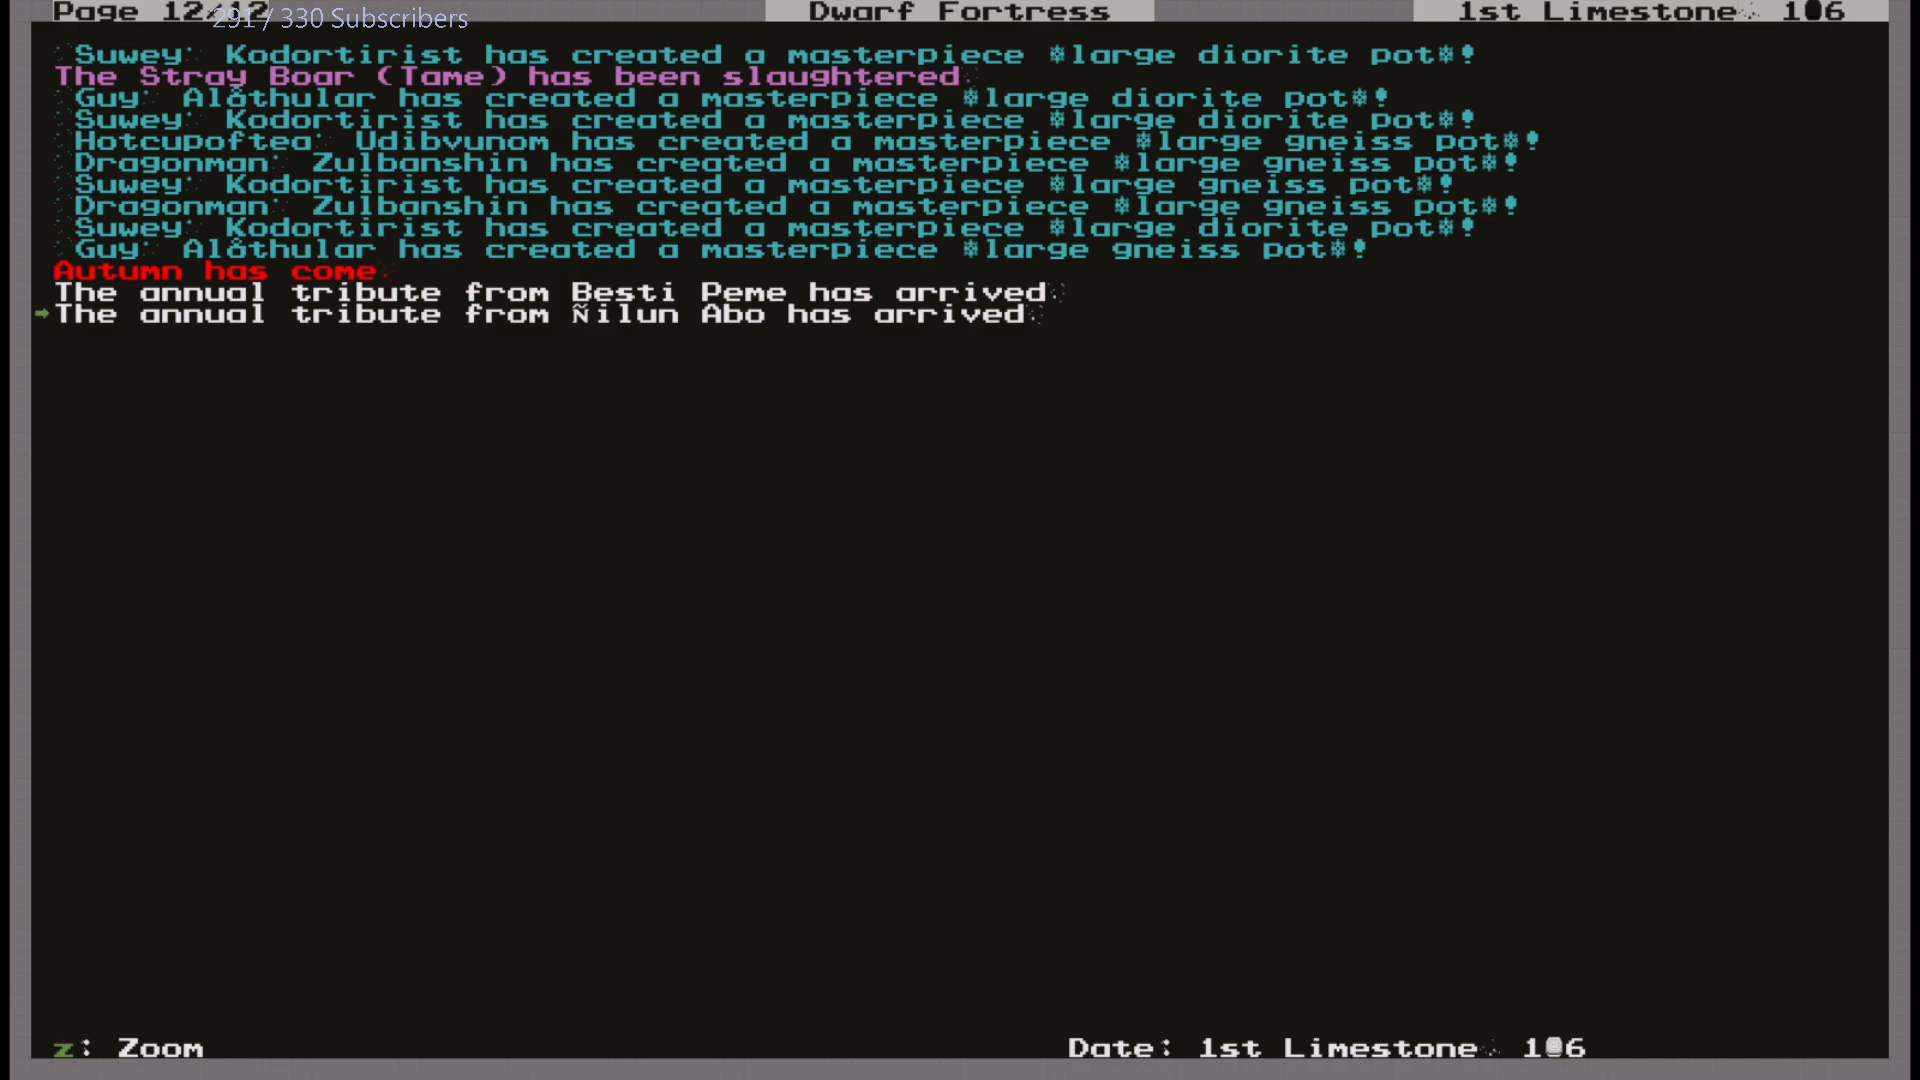 Page 12/12 Dwarf Fortress 1st Limestone, 106
291 / 330 Subscribers
`Suwey' Kodortirist has created a masterpiece ☼large diorite pot☼!
The Stray Boar (Tame) has been slaughtered.
`Guy' Alåthular has created a masterpiece ☼large diorite pot☼!
`Suwey' Kodortirist has created a masterpiece ☼large diorite pot☼!
`Hotcupoftea' Udibvunom has created a masterpiece ☼large gneiss pot☼!
`Dragonman' Zulbanshin has created a masterpiece ☼large gneiss pot☼!
`Suwey' Kodortirist has created a masterpiece ☼large gneiss pot☼!
`Dragonman' Zulbanshin has created a masterpiece ☼large gneiss pot☼!
`Suwey' Kodortirist has created a masterpiece ☼large diorite pot☼!
`Guy' Alåthular has created a masterpiece ☼large gneiss pot☼!
Autumn has come.
The annual tribute from Besti Peme has arrived.
→The annual tribute from Ñilun Abo has arrived.
z: Zoom Date: 1st Limestone, 106